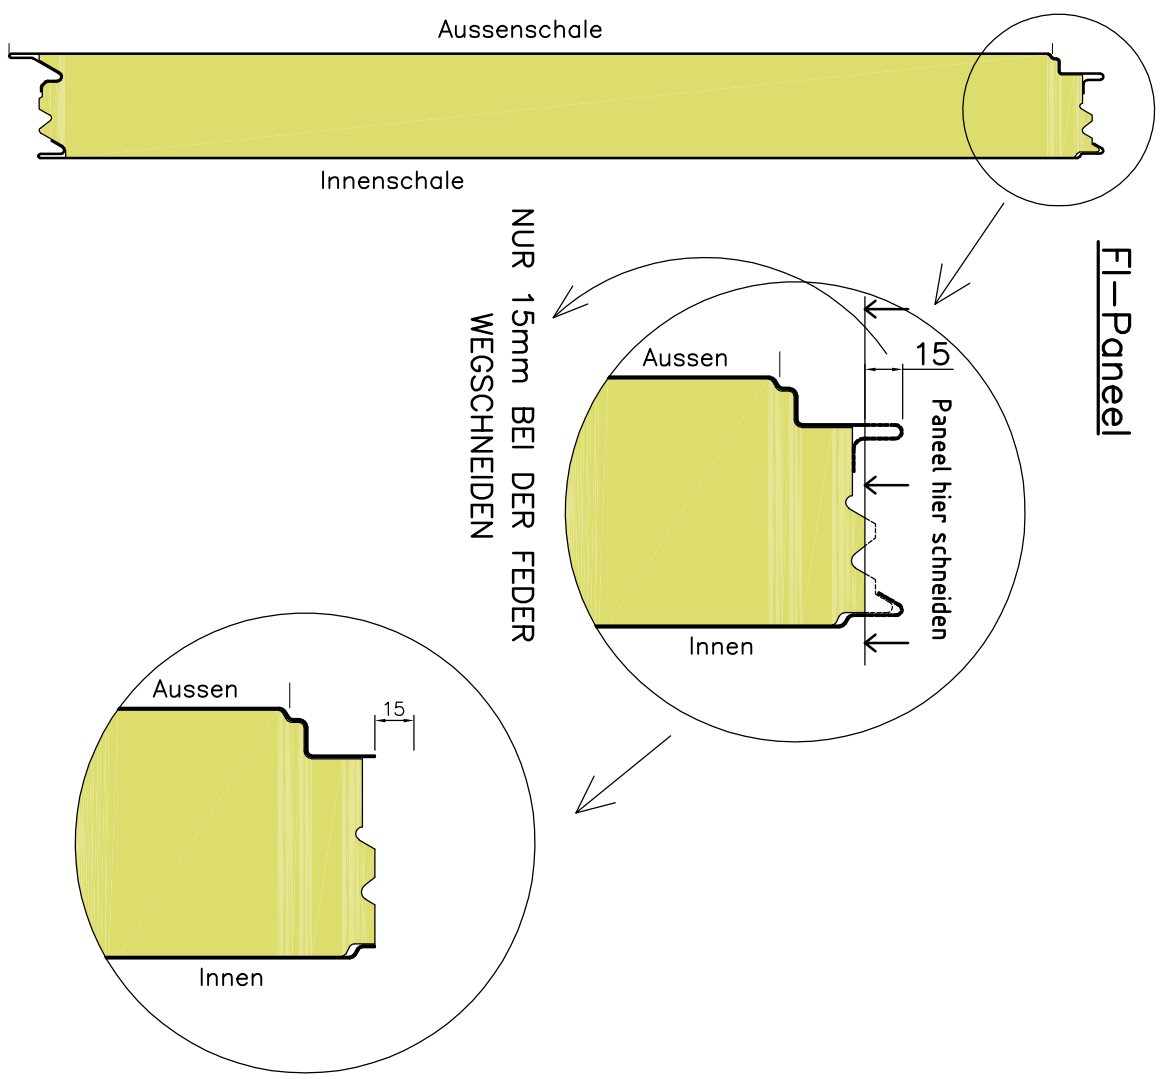 Aussenschale
Innenschale
FI-Paneel
NUR 15mm BEI DER FEDER
WEGSCHNEIDEN
Aussen
15
Paneel hier schneiden
Innen
Aussen
15
Innen